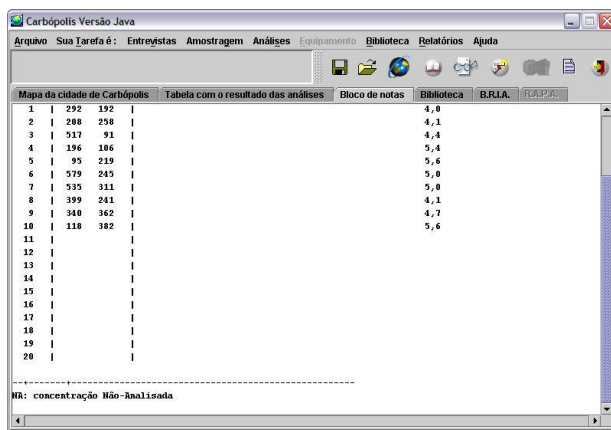 Carbópolis Versão Java
Arquivo Sua Tarefa é : Entrevistas Amostragem Análises Equipamento Biblioteca Relatórios Ajuda
Mapa da cidade de Carbópolis Tabela com o resultado das análises Bloco de notas Biblioteca B.R.I.A. R.A.P.A.
1 | 292 192 | 4,0
2 | 208 258 | 4,1
3 | 517 91 | 4,4
4 | 196 106 | 5,4
5 | 95 219 | 5,6
6 | 579 245 | 5,0
7 | 535 311 | 5,0
8 | 399 241 | 4,1
9 | 340 362 | 4,7
10 | 118 382 | 5,6
11 | |
12 | |
13 | |
14 | |
15 | |
16 | |
17 | |
18 | |
19 | |
20 | |
--+-------+--------------------------------------------
NA: concentração Não-Analisada